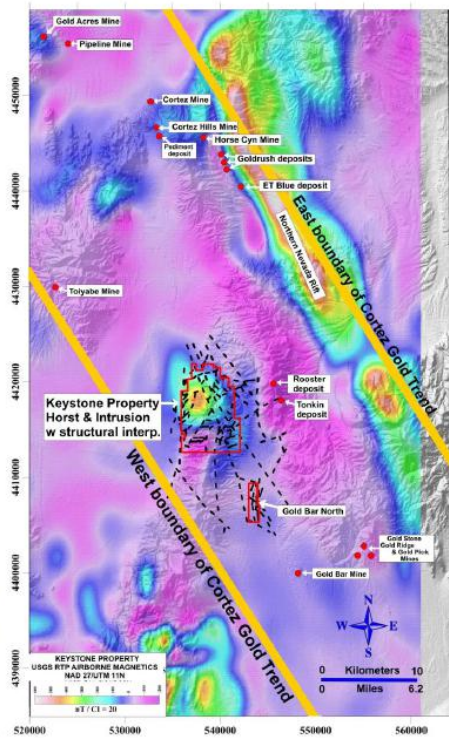 Gold Acres Mine
Pipeline Mine
Cortez Mine
Cortez Hills Mine
Pediment
deposit
Horse Cyn Mine
Goldrush deposits
ET Blue deposit
East boundary of Cortez Gold Trend
Northern Nevada Rift
Toiyabe Mine
Rooster
deposit
Tonkin
deposit
Keystone Property
Horst & Intrusion
w structural interp.
West boundary of Cortez Gold Trend
Gold Bar North
Gold Stone
Gold Ridge
& Gold Pick
Mines
Gold Bar Mine
N
W E
S
0 Kilometers 10
0 Miles 6.2
KEYSTONE PROPERTY
USGS RTP AIRBORNE MAGNETICS
NAD 27/UTM 11N
nT / CI = 20
4450000
4440000
4430000
4420000
4410000
4400000
4390000
520000 530000 540000 550000 560000